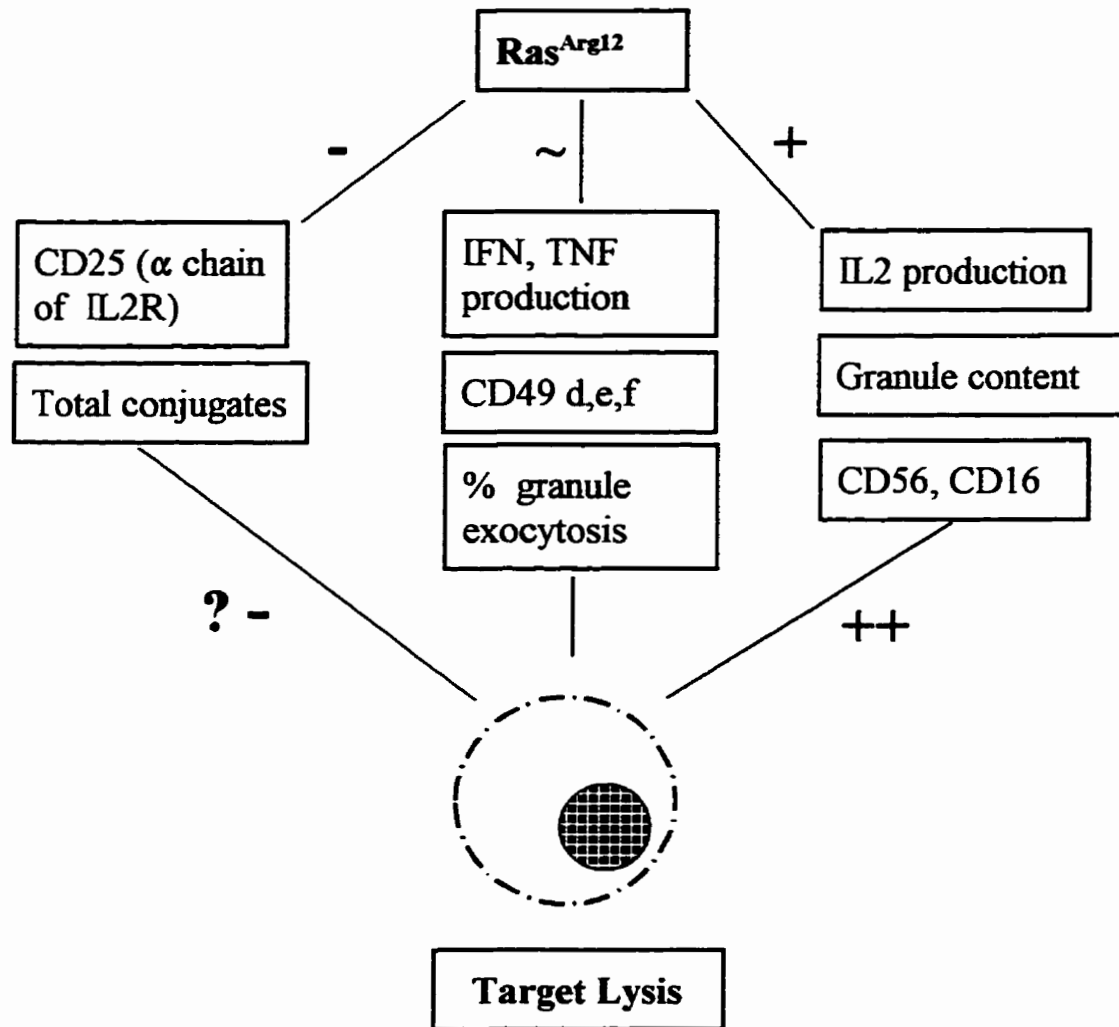 Ras^Arg12
-
~
+
CD25 (α chain
of IL2R)
Total conjugates
IFN, TNF
production
CD49 d,e,f
% granule
exocytosis
IL2 production
Granule content
CD56, CD16
? -
++
Target Lysis